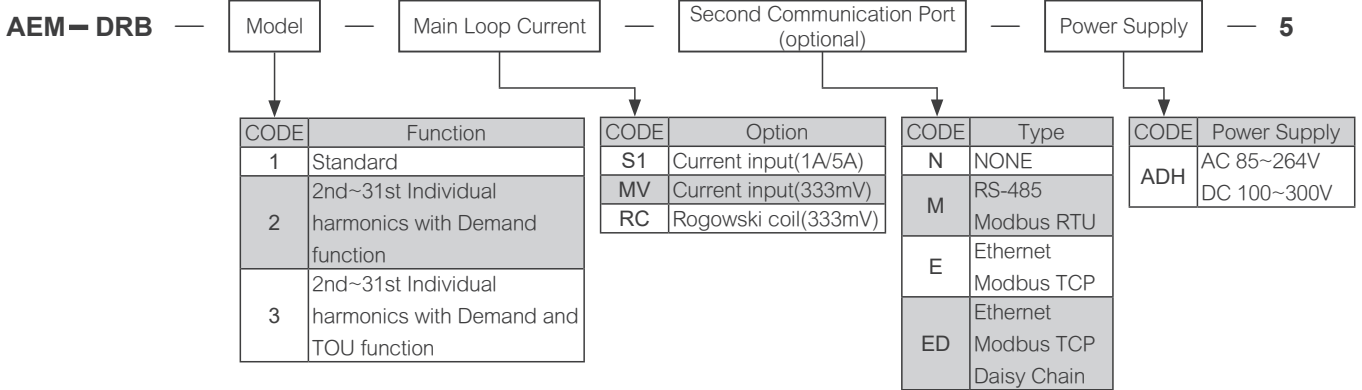 AEM – DRB — Model — Main Loop Current — Second Communication Port (optional) — Power Supply — 5
CODE Function
1 Standard
2 2nd~31st Individual
harmonics with Demand
function
3 2nd~31st Individual
harmonics with Demand and
TOU function
CODE Option
S1 Current input(1A/5A)
MV Current input(333mV)
RC Rogowski coil(333mV)
CODE Type
N NONE
M RS-485
Modbus RTU
E Ethernet
Modbus TCP
ED Ethernet
Modbus TCP
Daisy Chain
CODE Power Supply
ADH AC 85~264V
DC 100~300V